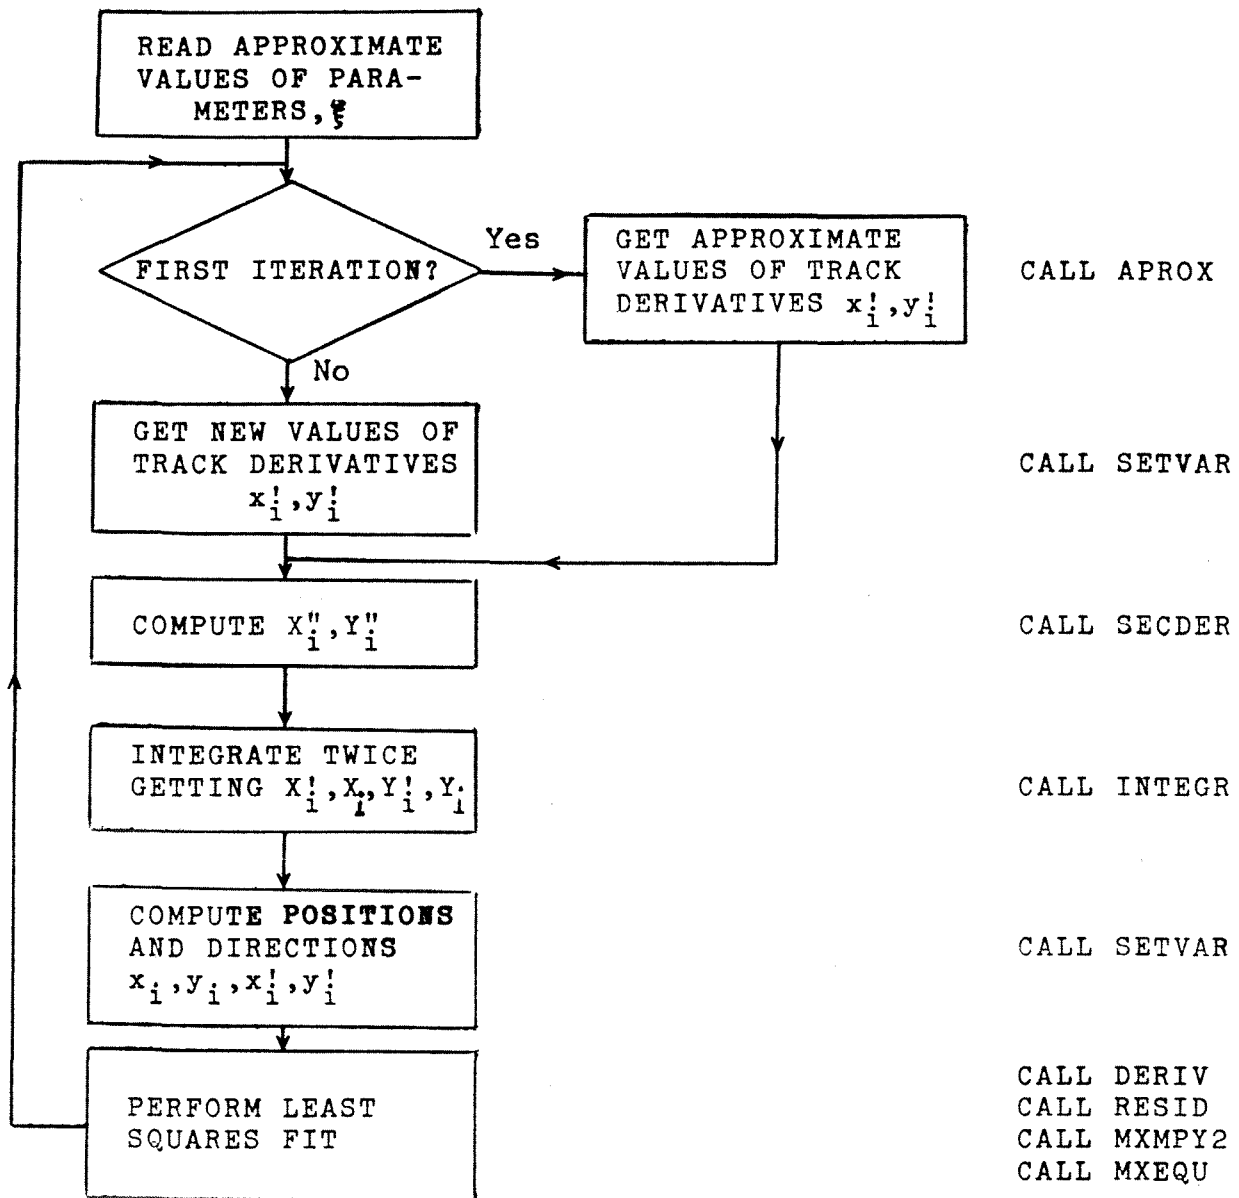 READ APPROXIMATE
VALUES OF PARA-
METERS, ξ
FIRST ITERATION?
Yes
GET APPROXIMATE
VALUES OF TRACK
DERIVATIVES x'i,y'i
CALL APROX
No
GET NEW VALUES OF
TRACK DERIVATIVES
x'i,y'i
CALL SETVAR
COMPUTE X"i,Y"i
CALL SECDER
INTEGRATE TWICE
GETTING X'i,Xi,Y'i,Yi
CALL INTEGR
COMPUTE POSITIONS
AND DIRECTIONS
xi,yi,x'i,y'i
CALL SETVAR
PERFORM LEAST
SQUARES FIT
CALL DERIV
CALL RESID
CALL MXMPY2
CALL MXEQU